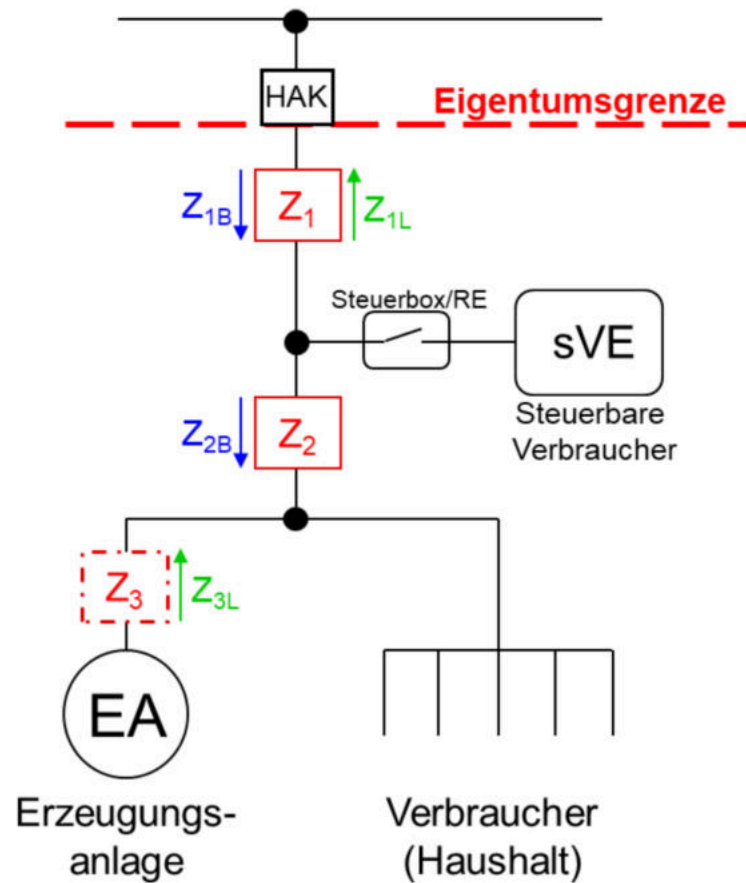 HAK
Eigentumsgrenze
Z1B
Z1
Z1L
Steuerbox/RE
sVE
Steuerbare
Verbraucher
Z2B
Z2
Z3
Z3L
EA
Erzeugungs-
anlage
Verbraucher
(Haushalt)